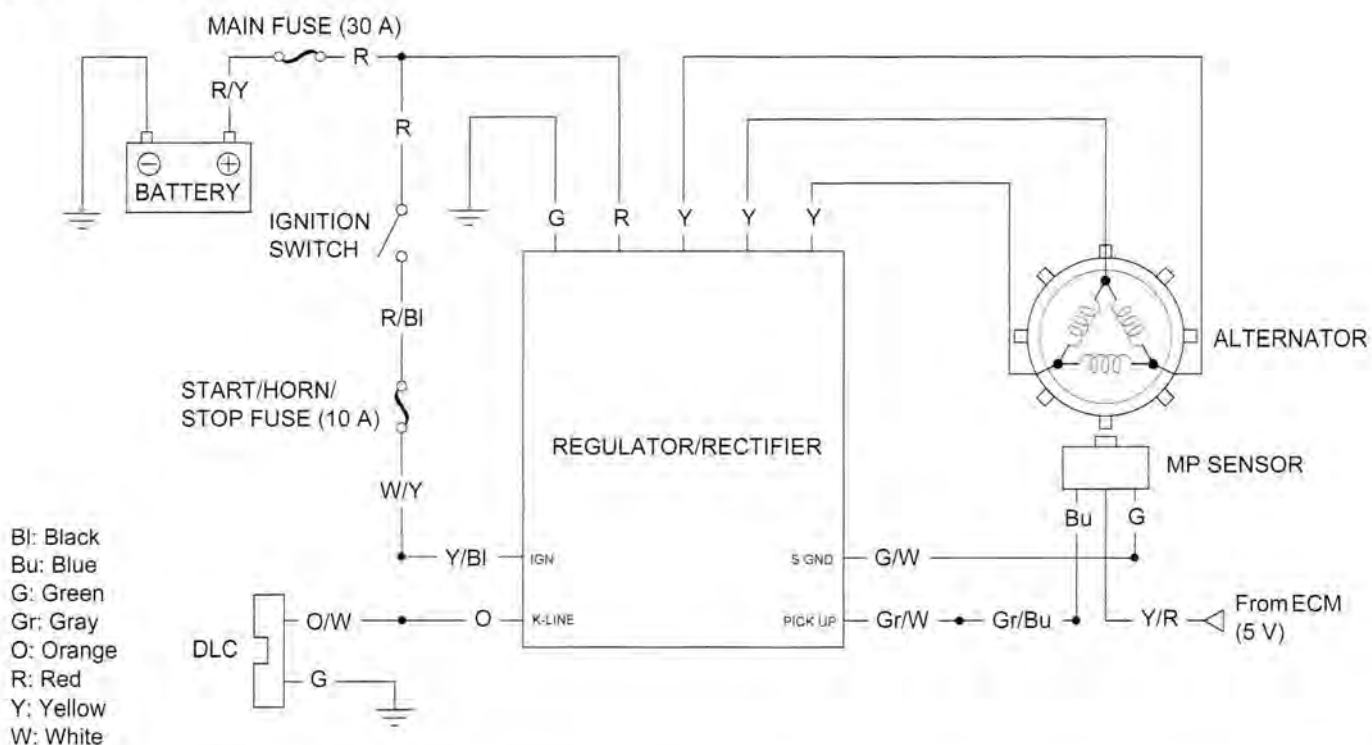 MAIN FUSE (30 A)
R
R/Y
R
BATTERY
IGNITION
SWITCH
G
R
Y
Y
Y
R/Bl
ALTERNATOR
START/HORN/
STOP FUSE (10 A)
REGULATOR/RECTIFIER
MP SENSOR
W/Y
Bu
G
Y/Bl
IGN
S GND
G/W
O/W
O
K-LINE
PICK UP
Gr/W
Gr/Bu
Y/R
From ECM
(5 V)
DLC
G
Bl: Black
Bu: Blue
G: Green
Gr: Gray
O: Orange
R: Red
Y: Yellow
W: White